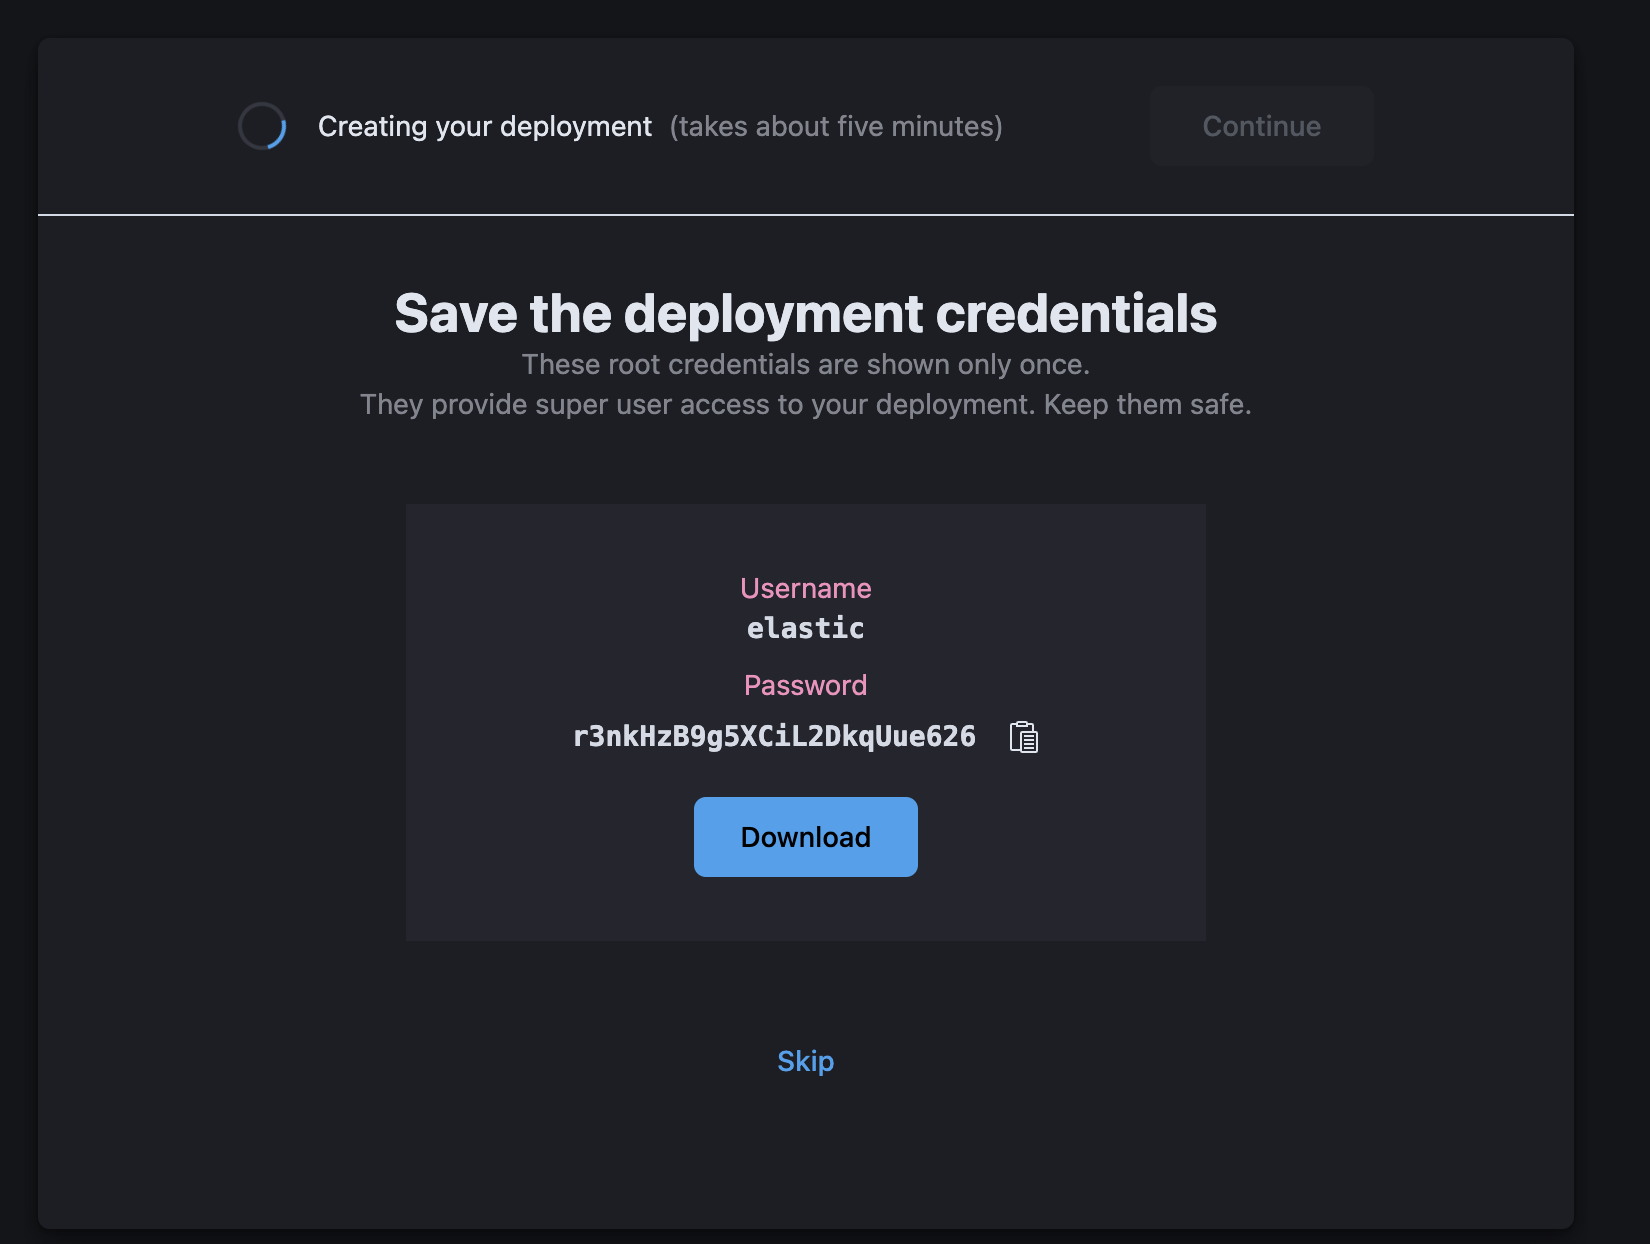 Creating your deployment (takes about five minutes)
Continue
Save the deployment credentials
These root credentials are shown only once.
They provide super user access to your deployment. Keep them safe.
Username
elastic
Password
r3nkHzB9g5XCiL2DkqUue626
Download
Skip